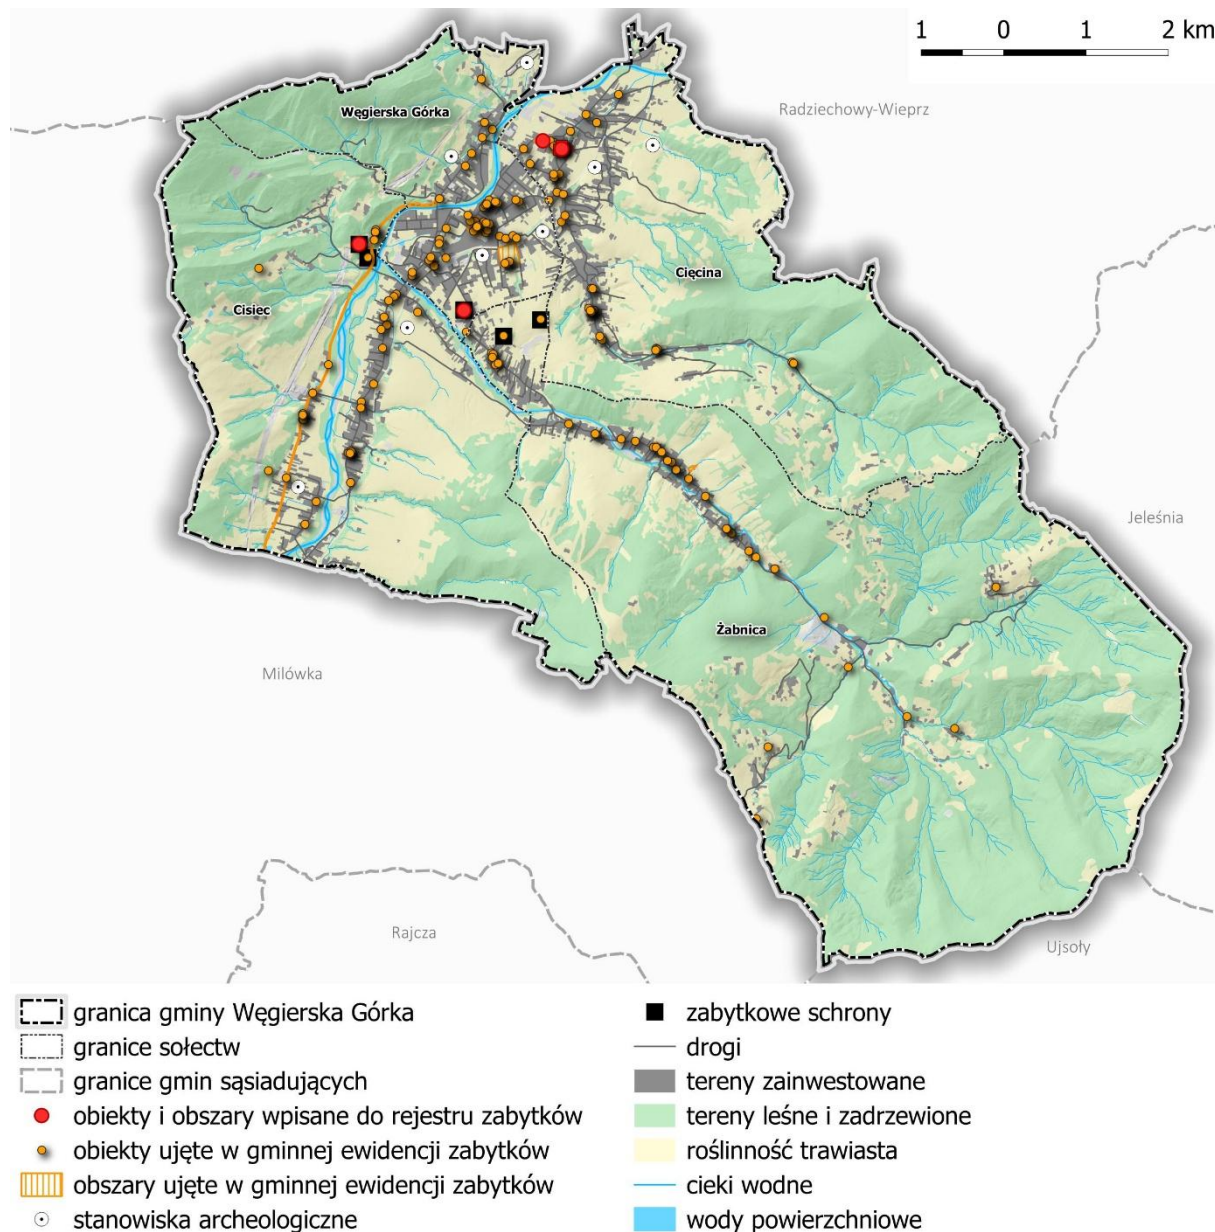 1 0 1 2 km
Radziechowy-Wieprz
Węgierska Górka
Cięcina
Cisiec
Jeleśnia
Żabnica
Milówka
Rajcza
Ujsoły
granica gminy Węgierska Górka
granice sołectw
granice gmin sąsiadujących
obiekty i obszary wpisane do rejestru zabytków
obiekty ujęte w gminnej ewidencji zabytków
obszary ujęte w gminnej ewidencji zabytków
stanowiska archeologiczne
zabytkowe schrony
drogi
tereny zainwestowane
tereny leśne i zadrzewione
roślinność trawiasta
cieki wodne
wody powierzchniowe